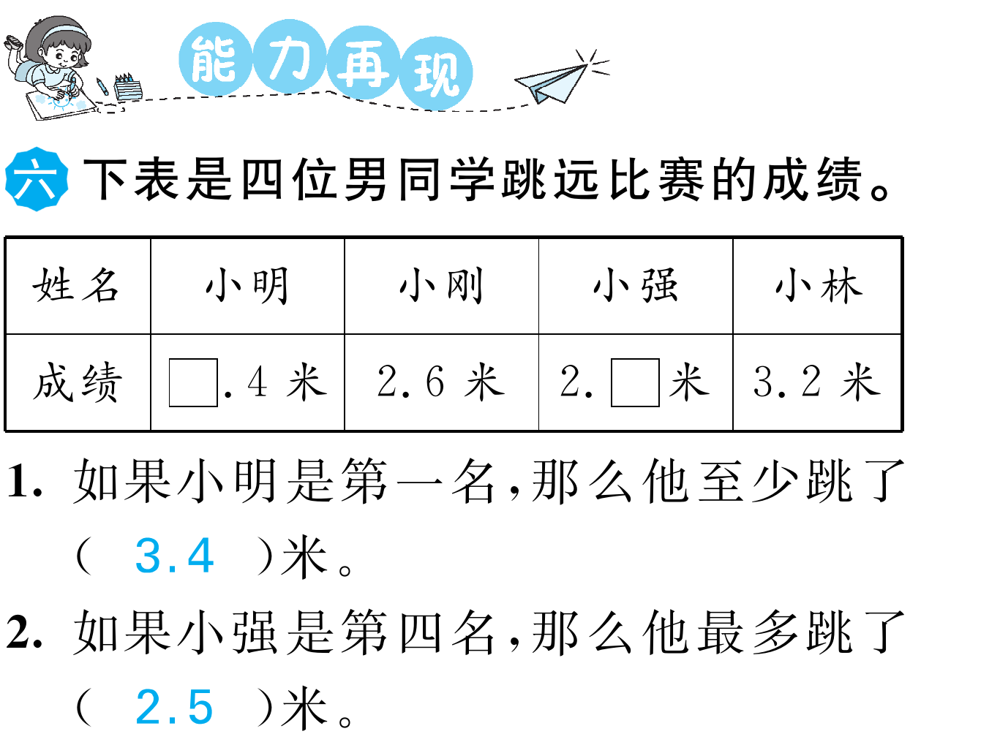 能力再现
六 下表是四位男同学跳远比赛的成绩。
姓名 小明 小刚 小强 小林
成绩 □.4 米 2.6 米 2.□米 3.2 米
1. 如果小明是第一名,那么他至少跳了
( 3.4 )米。
2. 如果小强是第四名,那么他最多跳了
( 2.5 )米。